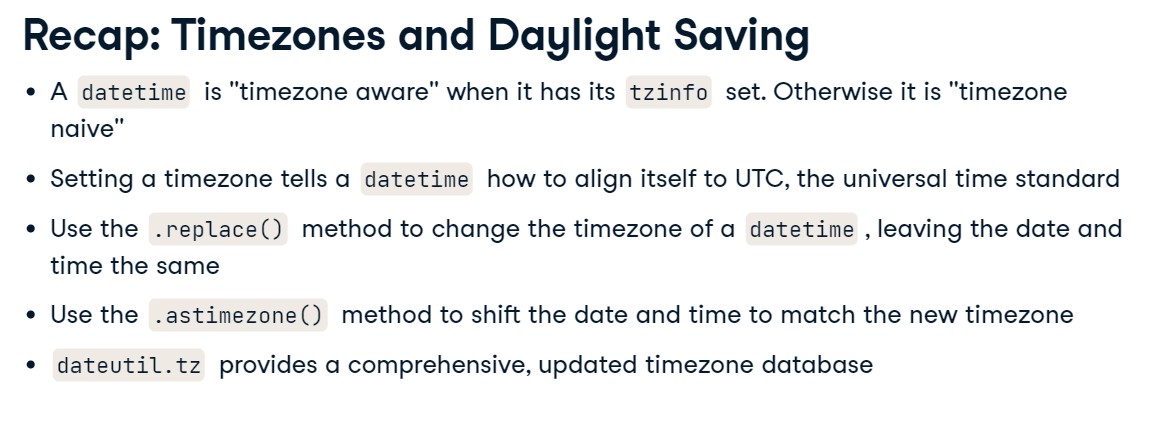 Recap: Timezones and Daylight Saving
• A datetime is "timezone aware" when it has its tzinfo set. Otherwise it is "timezone
naive"
• Setting a timezone tells a datetime how to align itself to UTC, the universal time standard
• Use the .replace() method to change the timezone of a datetime , leaving the date and
time the same
• Use the .astimezone() method to shift the date and time to match the new timezone
• dateutil.tz provides a comprehensive, updated timezone database